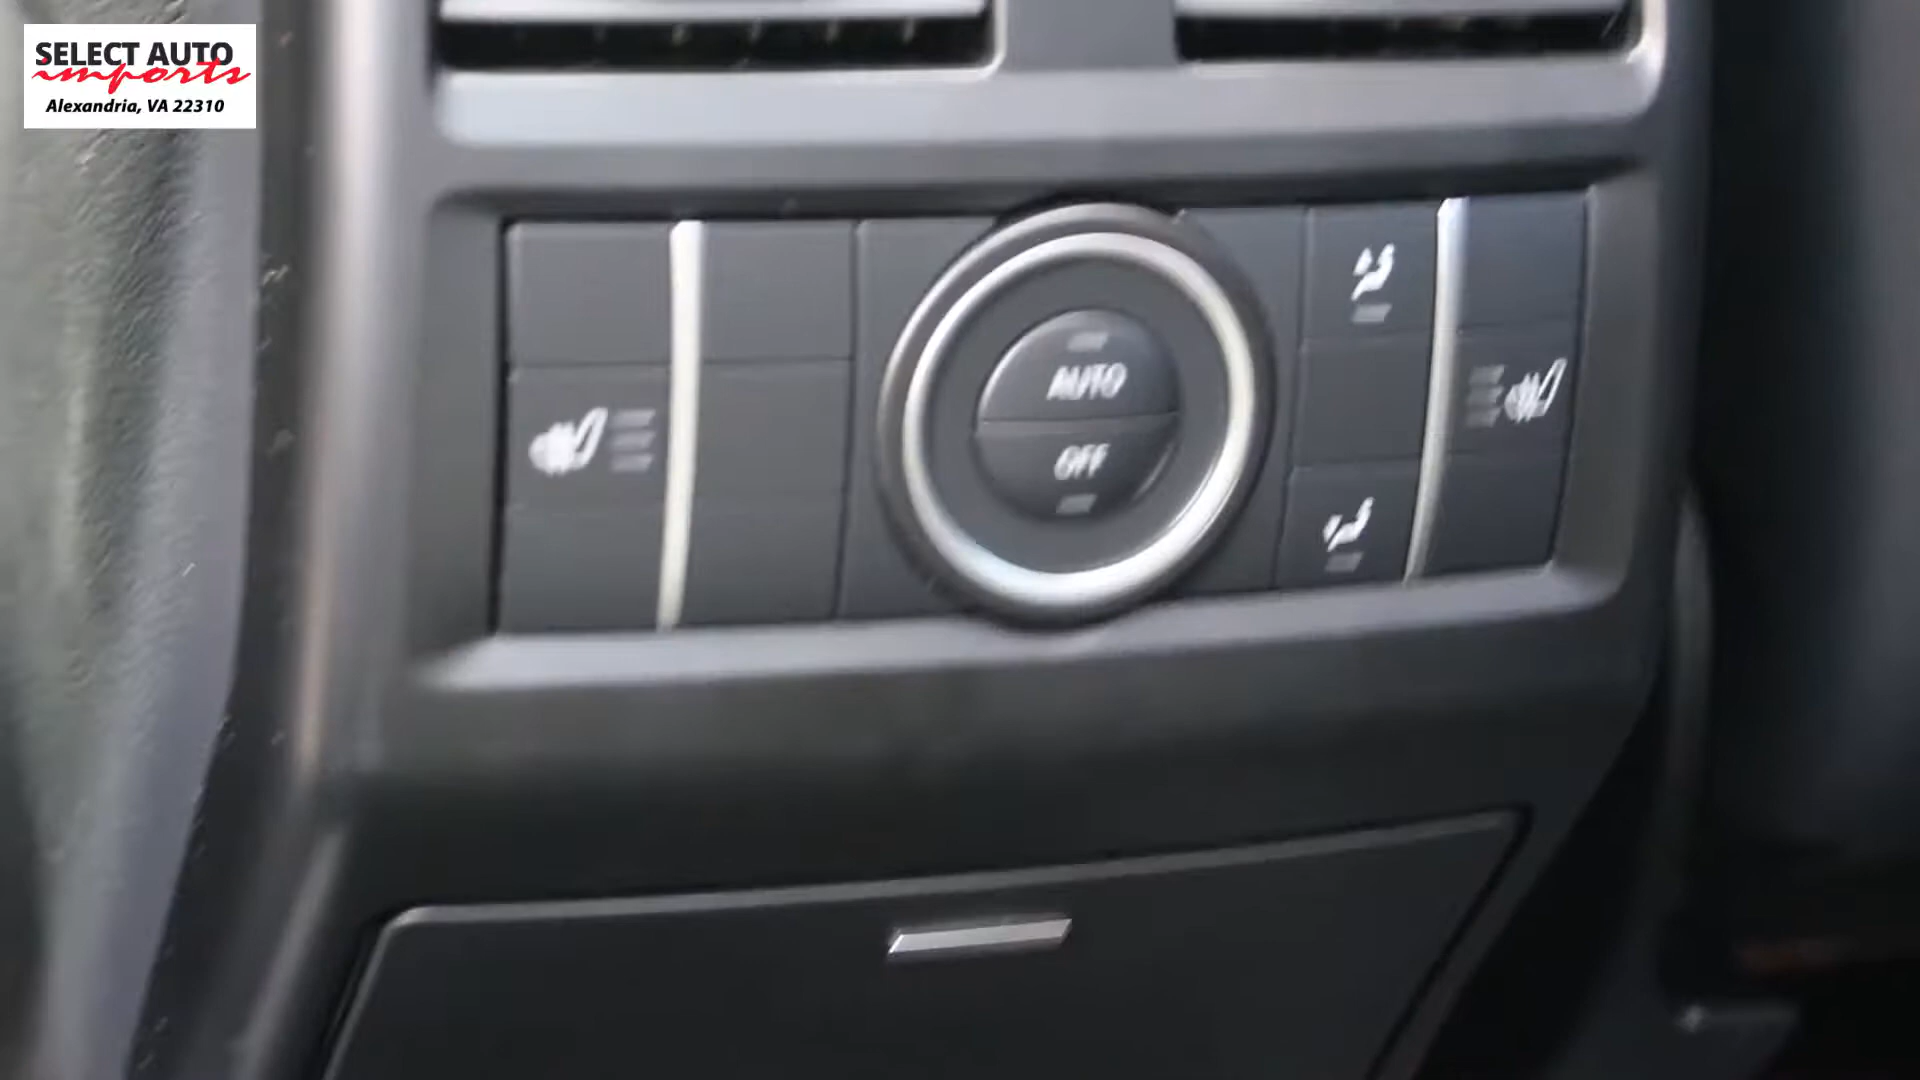 SELECT AUTO
imports
Alexandria, VA 22310
AUTO
OFF